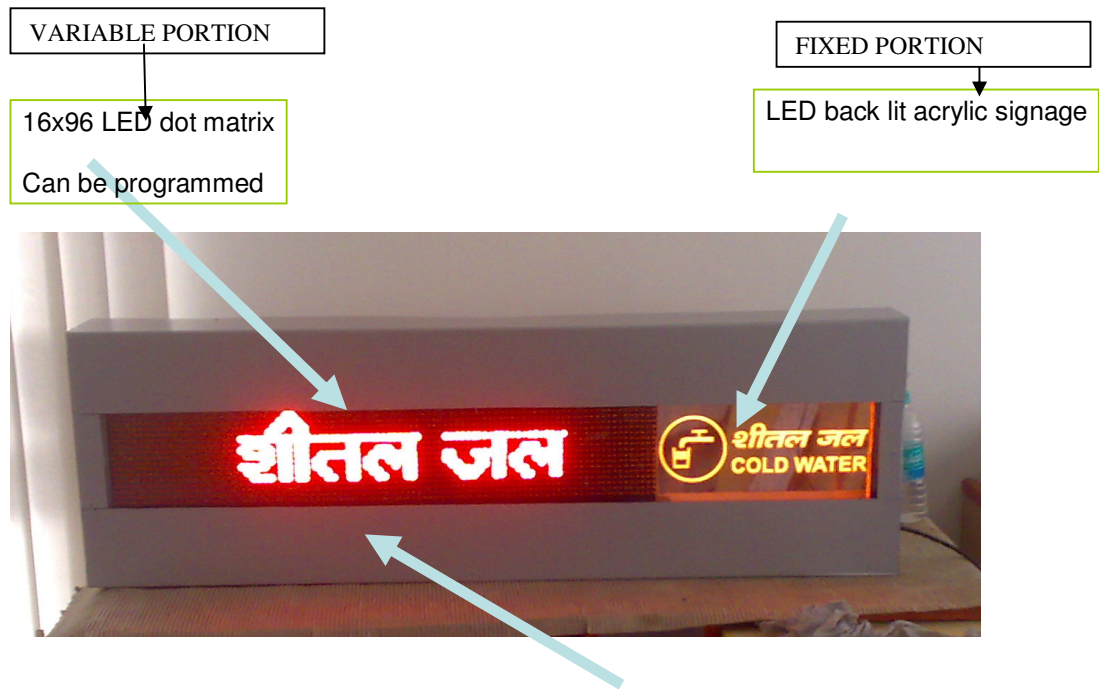 VARIABLE PORTION
FIXED PORTION
16x96 LED dot matrix
Can be programmed
LED back lit acrylic signage
शीतल जल
शीतल जल
COLD WATER